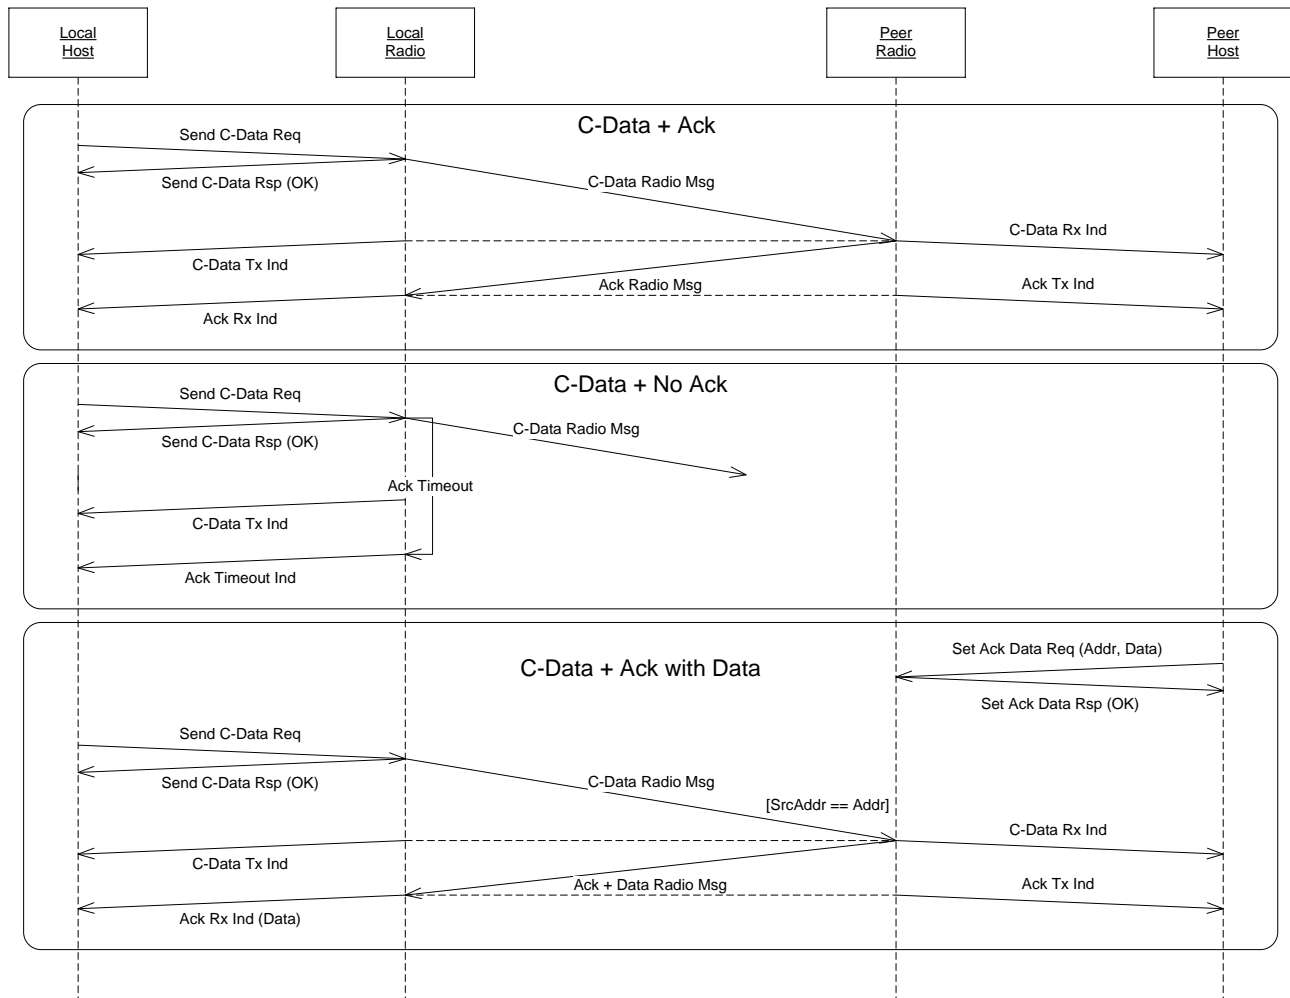 Local
Host
Local
Radio
Peer
Radio
Peer
Host
C-Data + Ack
Send C-Data Req
Send C-Data Rsp (OK)
C-Data Radio Msg
C-Data Rx Ind
C-Data Tx Ind
Ack Radio Msg
Ack Tx Ind
Ack Rx Ind
C-Data + No Ack
Send C-Data Req
C-Data Radio Msg
Send C-Data Rsp (OK)
Ack Timeout
C-Data Tx Ind
Ack Timeout Ind
Set Ack Data Req (Addr, Data)
C-Data + Ack with Data
Set Ack Data Rsp (OK)
Send C-Data Req
Send C-Data Rsp (OK)
C-Data Radio Msg
[SrcAddr == Addr]
C-Data Rx Ind
C-Data Tx Ind
Ack + Data Radio Msg
Ack Tx Ind
Ack Rx Ind (Data)